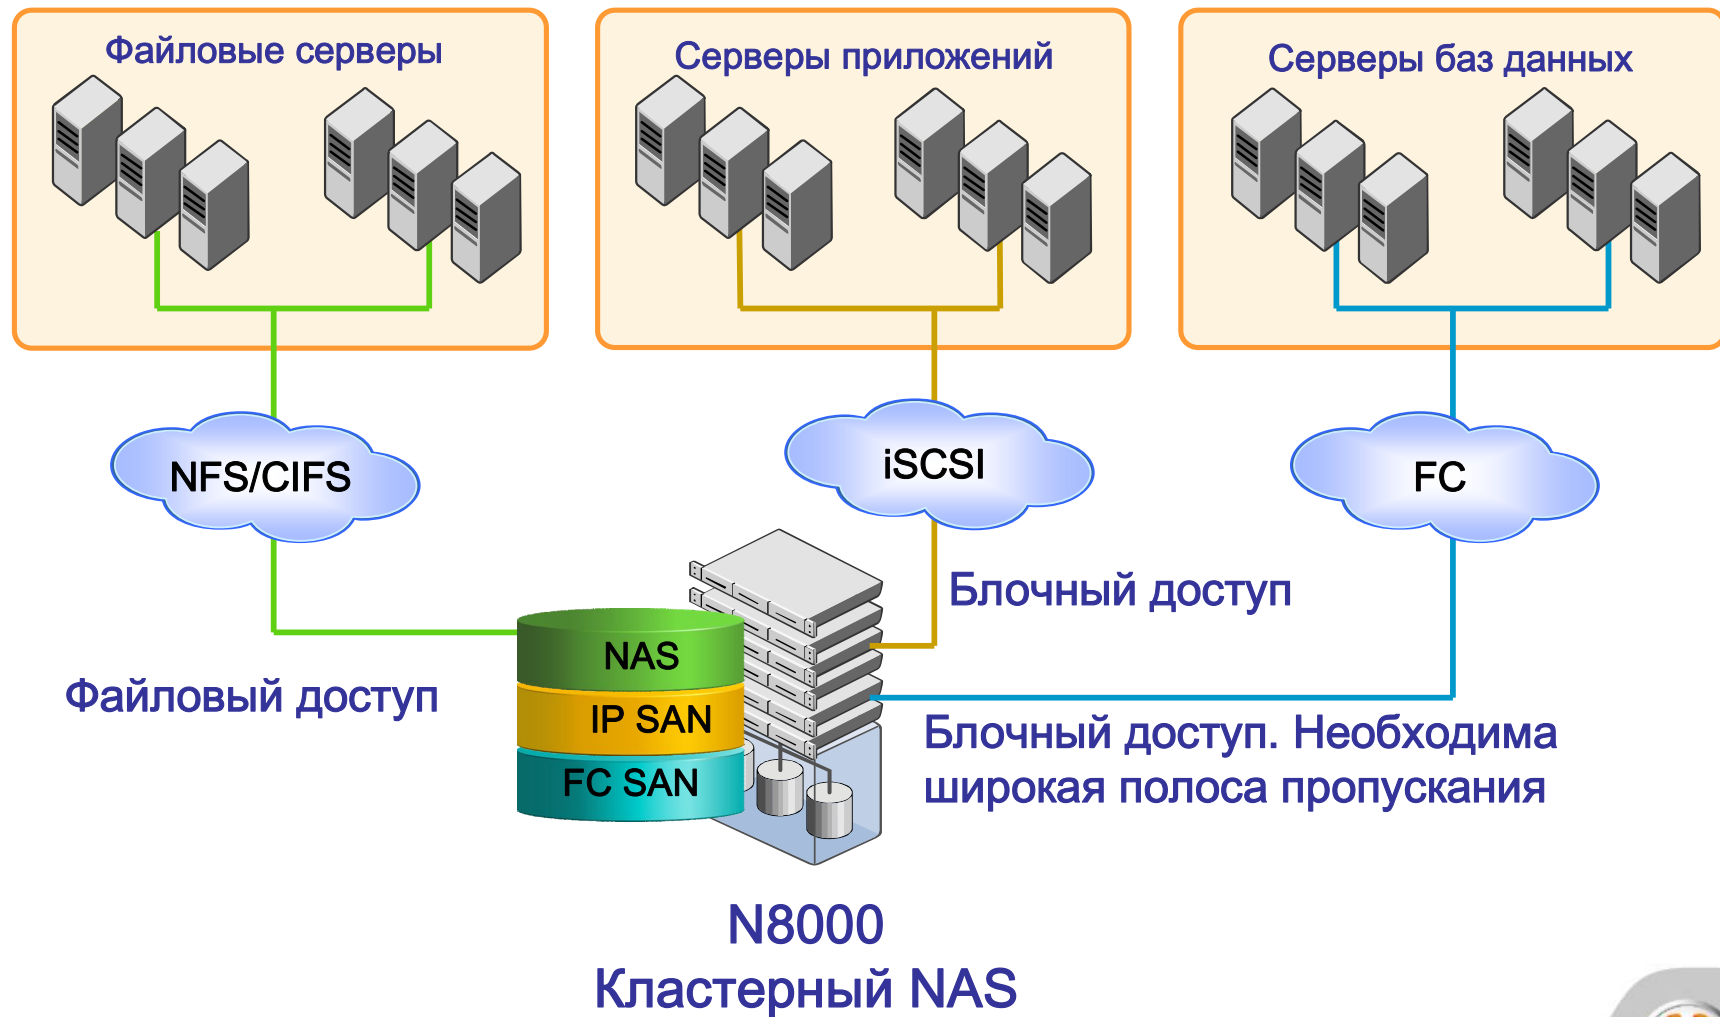 Файловые серверы
Серверы приложений
Серверы баз данных
NFS/CIFS
iSCSI
FC
Блочный доступ
NAS
IP SAN
FC SAN
Файловый доступ
Блочный доступ. Необходима
широкая полоса пропускания
N8000
Кластерный NAS